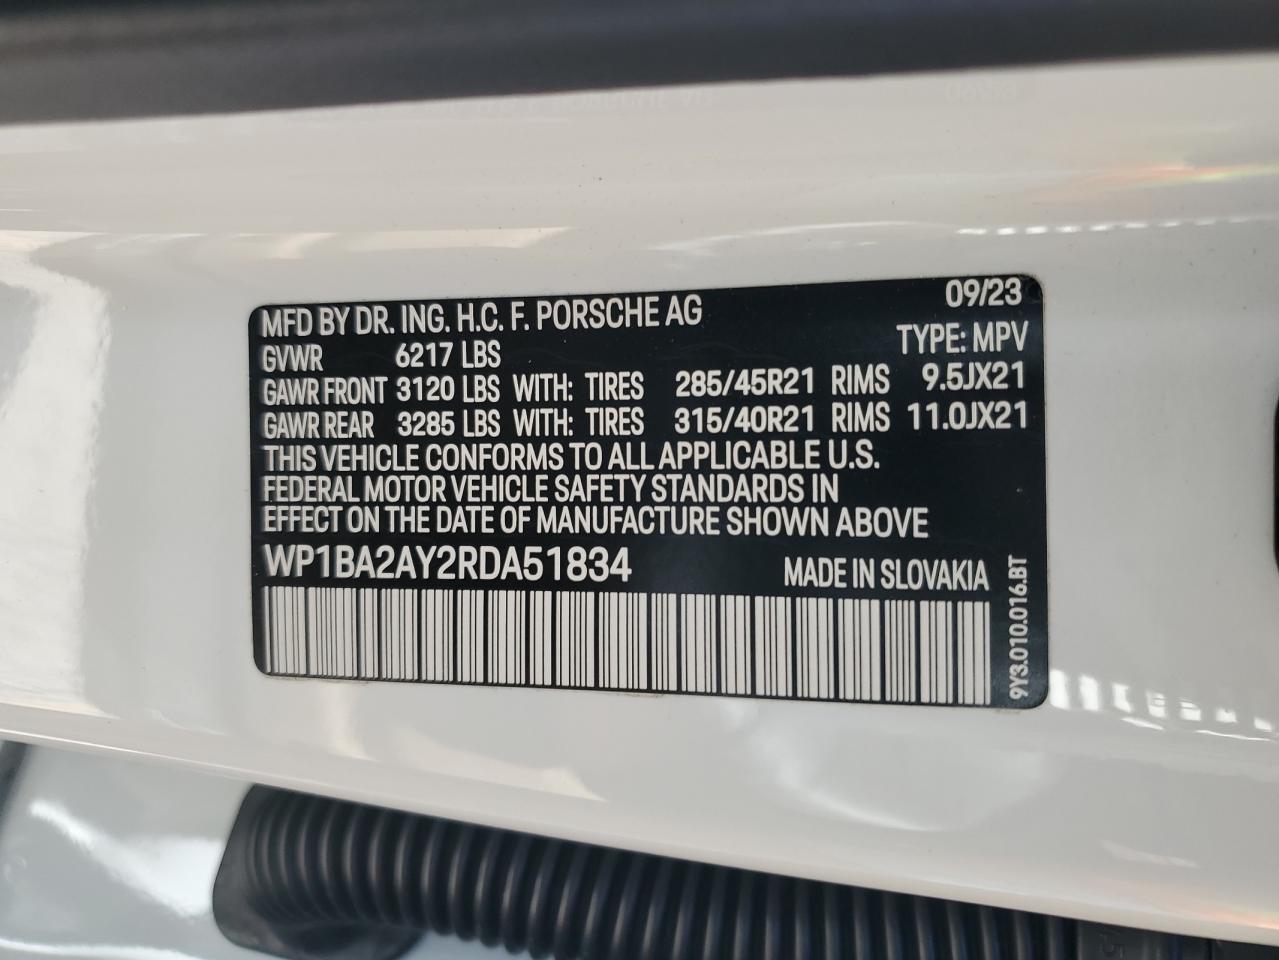 MFD BY DR. ING. H.C. F. PORSCHE AG 09/23
GVWR 6217 LBS TYPE: MPV
GAWR FRONT 3120 LBS WITH: TIRES 285/45R21 RIMS 9.5JX21
GAWR REAR 3285 LBS WITH: TIRES 315/40R21 RIMS 11.0JX21
THIS VEHICLE CONFORMS TO ALL APPLICABLE U.S.
FEDERAL MOTOR VEHICLE SAFETY STANDARDS IN
EFFECT ON THE DATE OF MANUFACTURE SHOWN ABOVE
WP1BA2AY2RDA51834 MADE IN SLOVAKIA
9Y3.010.016.BT